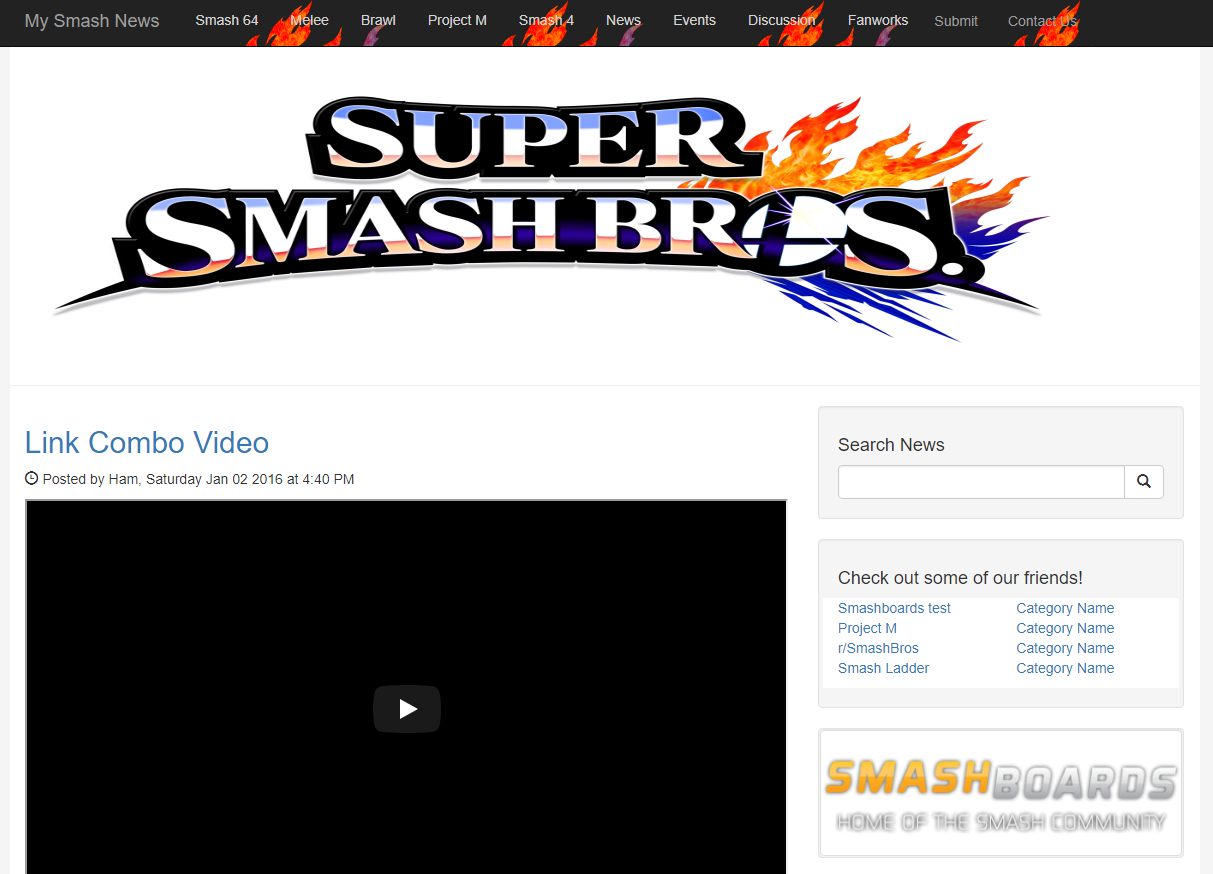 My Smash News Smash 64 Melee Brawl Project M Smash 4 News Events Discussion Fanworks Submit Contact Us
SUPER
SMASH BROS.
Link Combo Video
Posted by Ham, Saturday Jan 02 2016 at 4:40 PM
Search News
Check out some of our friends!
Smashboards test Category Name
Project M Category Name
r/SmashBros Category Name
Smash Ladder Category Name
SMASHBOARDS
HOME OF THE SMASH COMMUNITY